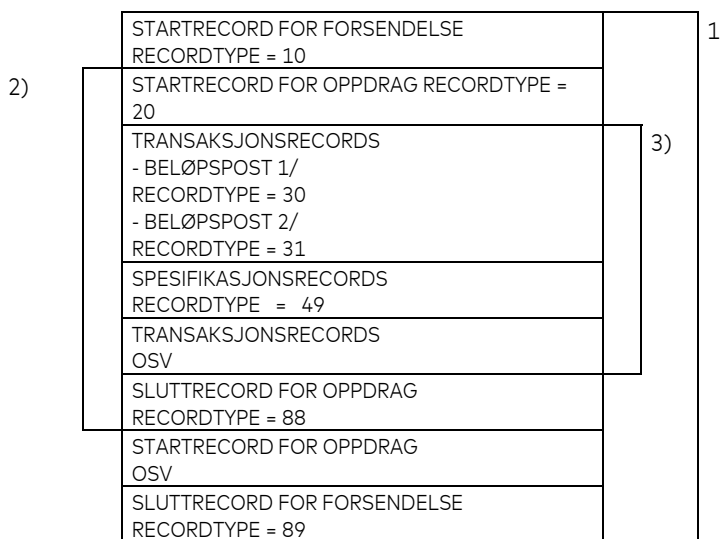 STARTRECORD FOR FORSENDELSE
RECORDTYPE = 10
1
2)
STARTRECORD FOR OPPDRAG RECORDTYPE =
20
TRANSAKSJONSRECORDS
3)
- BELØPSPOST 1/
RECORDTYPE = 30
- BELØPSPOST 2/
RECORDTYPE = 31
SPESIFIKASJONSRECORDS
RECORDTYPE = 49
TRANSAKSJONSRECORDS
OSV
SLUTTRECORD FOR OPPDRAG
RECORDTYPE = 88
STARTRECORD FOR OPPDRAG
OSV
SLUTTRECORD FOR FORSENDELSE
RECORDTYPE = 89